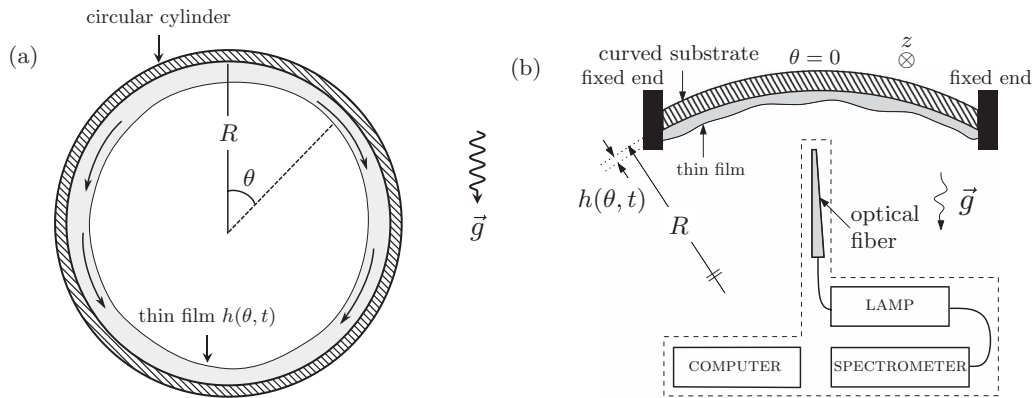 circular cylinder
(a)
R
θ
g⃗
thin film h(θ, t)
(b)
z
curved substrate
θ = 0
fixed end
fixed end
thin film
h(θ, t)
R
g⃗
optical
fiber
LAMP
COMPUTER
SPECTROMETER